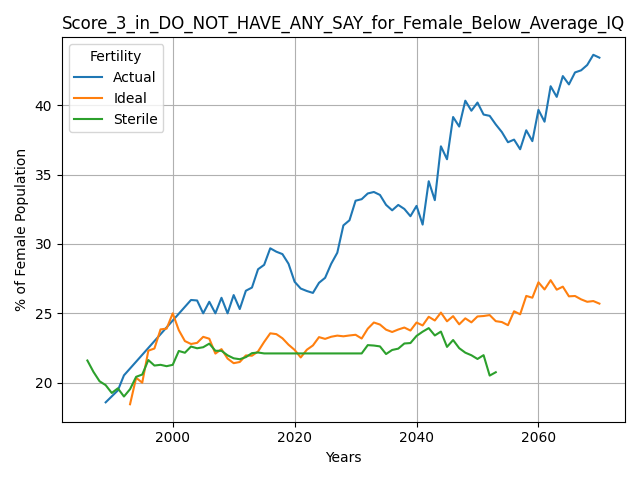 Score_3_in_DO_NOT_HAVE_ANY_SAY_for_Female_Below_Average_IQ
Fertility
Actual
Ideal
Sterile
% of Female Population
40
35
30
25
20
2000
2020
2040
2060
Years